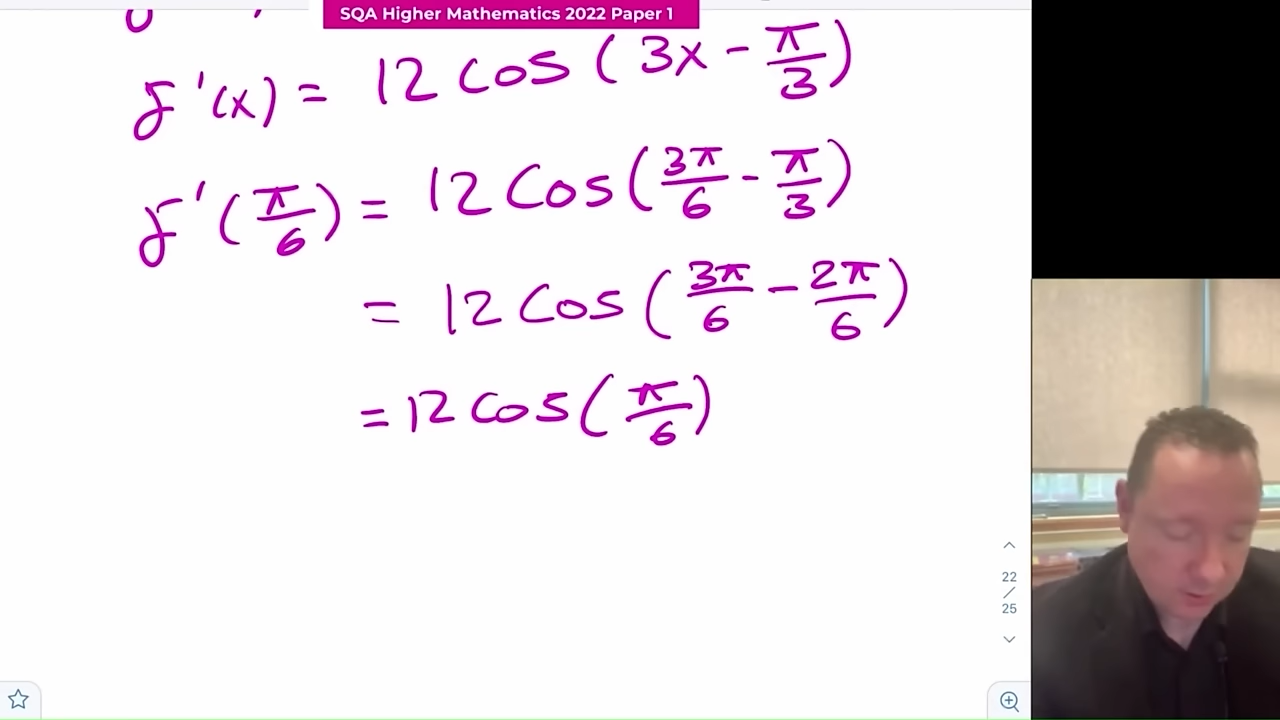 SQA Higher Mathematics 2022 Paper 1
f'(x) = 12 cos (3x - π/3)
f'(π/6) = 12 cos (3π/6 - π/3)
= 12 cos (3π/6 - 2π/6)
= 12 cos (π/6)
22
/
25